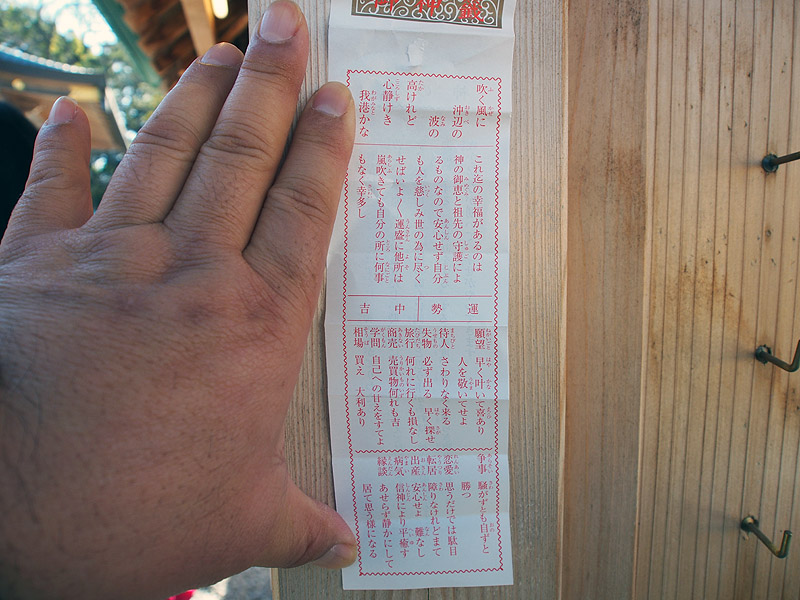 御神籤
吹く風に
沖辺の
波の
高けれど
心静けき
我港かな
これ迄の幸福があるのは
神の御恵と祖先の守護によ
るものなので安心せず自分
も人を慈しみ世の為に尽く
せばいよ〱運盛に他所は
嵐吹きても自分の所に何事
もなく幸多し
運勢
中吉
願望 早く叶いて喜あり
人を敬いてせよ
待人 さわりなく来る
失物 必ず出る 早く探せ
旅行 何れに行くも損なし
商売 売買物何れも吉
学問 自己への甘えをすてよ
相場 買え 大利あり
争事 騒がずとも自ずと
勝つ
恋愛 思うだけでは駄目
転居 障りなけれどまて
出産 安心せよ 難なし
病気 信神により平癒す
縁談 あせらず静かにして
居て思う様になる